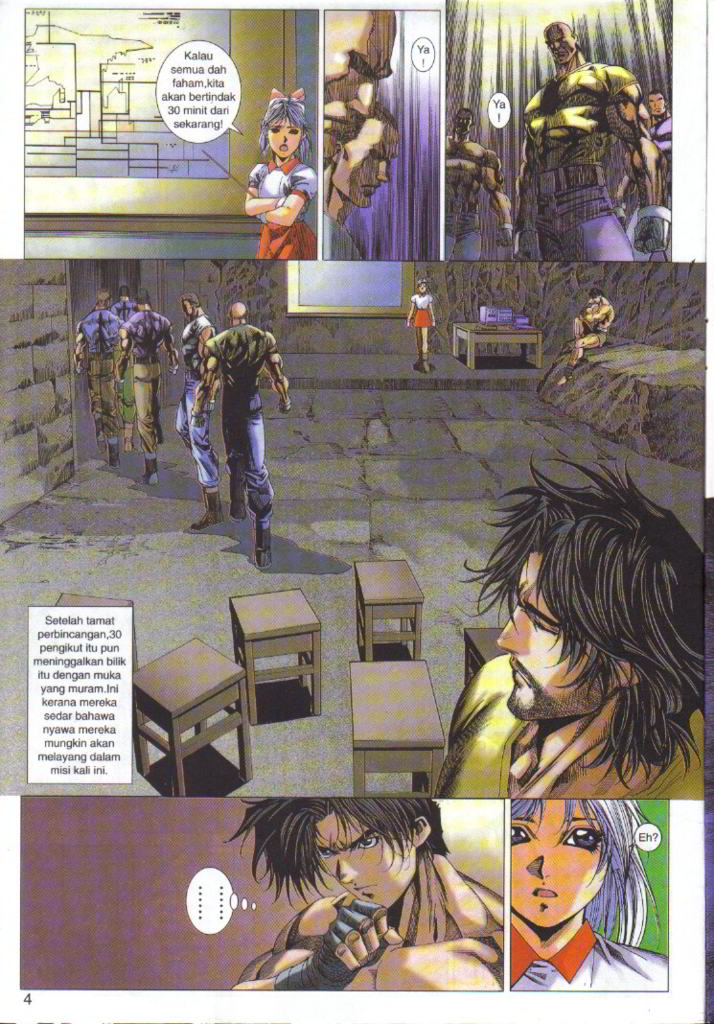 Kalau
semua dah
faham,kita
akan bertindak
30 minit dari
sekarang!
Ya
!
Ya
!
Setelah tamat
perbincangan,30
pengikut itu pun
meninggalkan bilik
itu dengan muka
yang muram.Ini
kerana mereka
sedar bahawa
nyawa mereka
mungkin akan
melayang dalam
misi kali ini.
Eh?
4